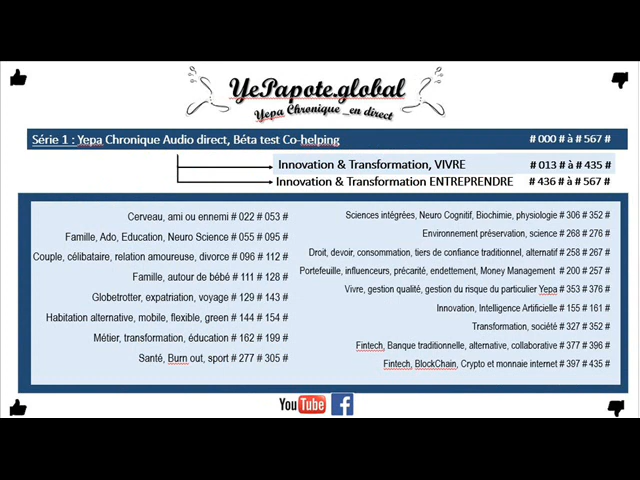 YePapote.global
Yepa Chronique _en direct
Série 1 : Yepa Chronique Audio direct, Béta test Co-helping # 000 # à # 567 #
Innovation & Transformation, VIVRE # 013 # à # 435 #
Innovation & Transformation ENTREPRENDRE # 436 # à # 567 #
Cerveau, ami ou ennemi # 022 # 053 #
Famille, Ado, Education, Neuro Science # 055 # 095 #
Couple, célibataire, relation amoureuse, divorce # 096 # 112 #
Famille, autour de bébé # 111 # 128 #
Globetrotter, expatriation, voyage # 129 # 143 #
Habitation alternative, mobile, flexible, green # 144 # 154 #
Métier, transformation, éducation # 162 # 199 #
Santé, Burn out, sport # 277 # 305 #
Sciences intégrées, Neuro Cognitif, Biochimie, physiologie # 306 # 352 #
Environnement préservation, science # 268 # 276 #
Droit, devoir, consommation, tiers de confiance traditionnel, alternatif # 258 # 267 #
Portefeuille, influenceurs, précarité, endettement, Money Management # 200 # 257 #
Vivre, gestion qualité, gestion du risque du particulier Yepa # 353 # 376 #
Innovation, Intelligence Artificielle # 155 # 161 #
Transformation, société # 327 # 352 #
Fintech, Banque traditionnelle, alternative, collaborative # 377 # 396 #
Fintech, BlockChain, Crypto et monnaie internet # 397 # 435 #
YouTube f